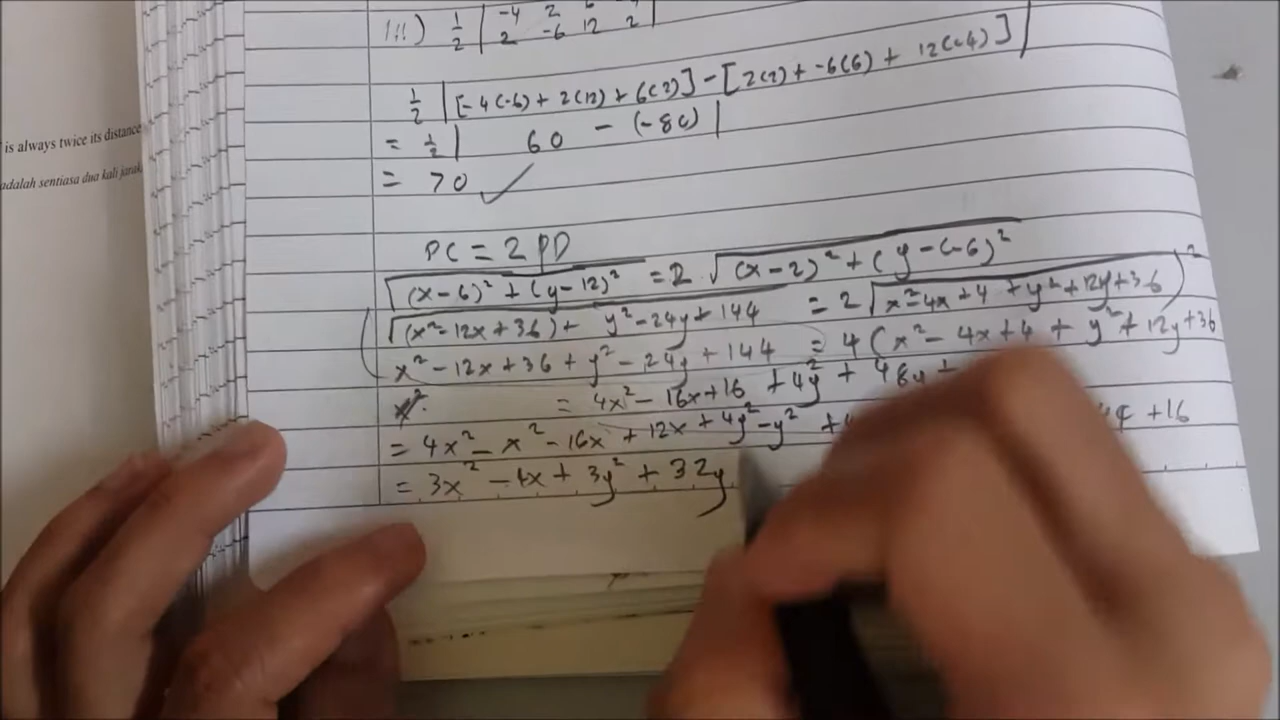 is always twice its distance
adalah sentiasa dua kali jarak
iii) 1/2 | -4 2
2 -6 12 2 |
1/2 |[-4(-6) + 2(12) + 6(2)] - [2(2) + -6(6) + 12(-4)]|
= 1/2 | 60 - (-80) |
= 70 ✓
PC = 2 PD
√(x-6)² + (y-12)² = 2 √(x-2)² + (y-(-6)²
(√(x²-12x+36) + y²-24y+144 = 2√x²-4x+4 + y²+12y+36)²
x² - 12x + 36 + y² - 24y + 144 = 4(x² - 4x + 4 + y² + 12y + 36
= 4x² - 16x + 16 + 4y² + 48y +
= 4x² - x² - 16x + 12x + 4y² - y² + +16
= 3x² - 4x + 3y² + 32y